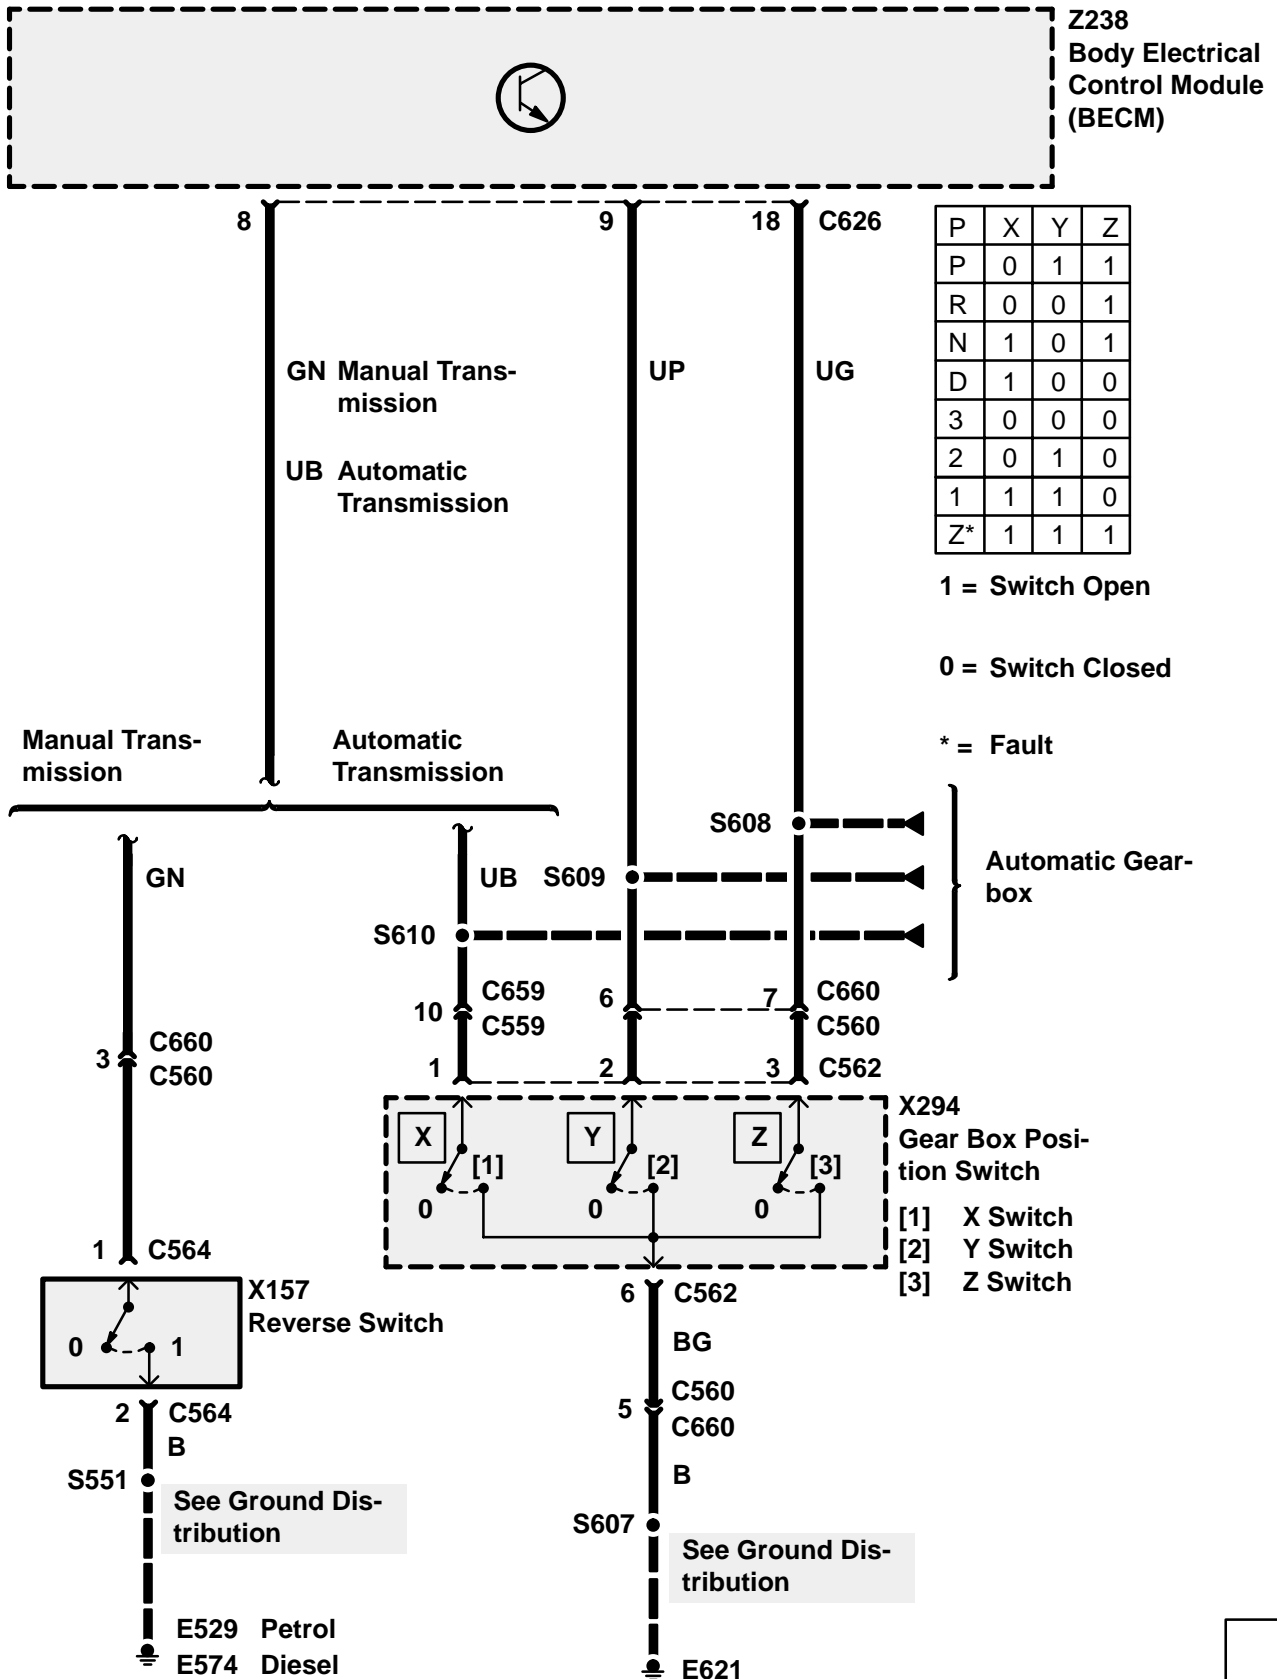 Z238
Body Electrical
Control Module
(BECM)
8
9
18
C626
P X Y Z
P 0 1 1
R 0 0 1
N 1 0 1
D 1 0 0
3 0 0 0
2 0 1 0
1 1 1 0
Z* 1 1 1
GN Manual Trans-
mission
UP
UG
UB Automatic
Transmission
1 = Switch Open
0 = Switch Closed
* = Fault
Manual Trans-
mission
Automatic
Transmission
S608
GN
UB
S609
Automatic Gear-
box
S610
10
C659
C559
6
7
C660
C560
3
C660
C560
1
2
3
C562
X
Y
Z
[1]
[2]
[3]
0
0
0
X294
Gear Box Posi-
tion Switch
[1] X Switch
[2] Y Switch
[3] Z Switch
1
C564
X157
Reverse Switch
0
1
6
C562
BG
2
C564
B
5
C560
C660
B
S551
See Ground Dis-
tribution
S607
See Ground Dis-
tribution
E529 Petrol
E574 Diesel
E621